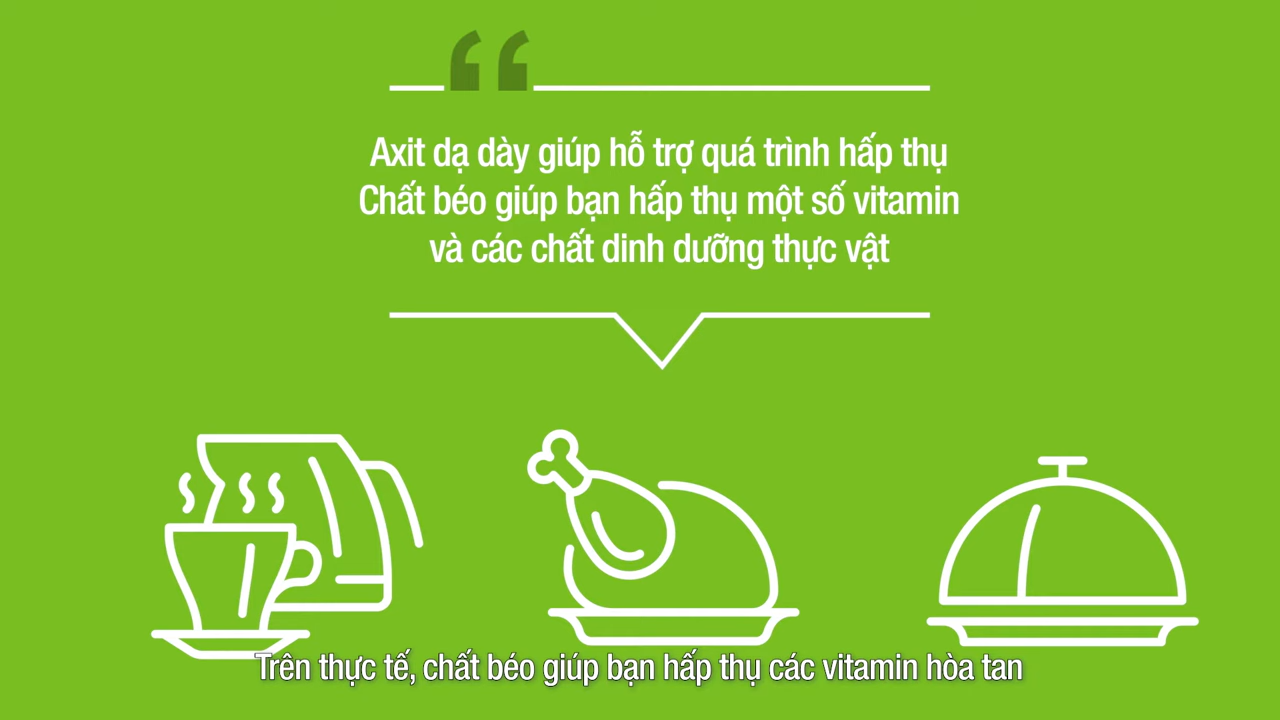 Axit dạ dày giúp hỗ trợ quá trình hấp thụ
Chất béo giúp bạn hấp thụ một số vitamin
và các chất dinh dưỡng thực vật
Trên thực tế, chất béo giúp bạn hấp thụ các vitamin hòa tan